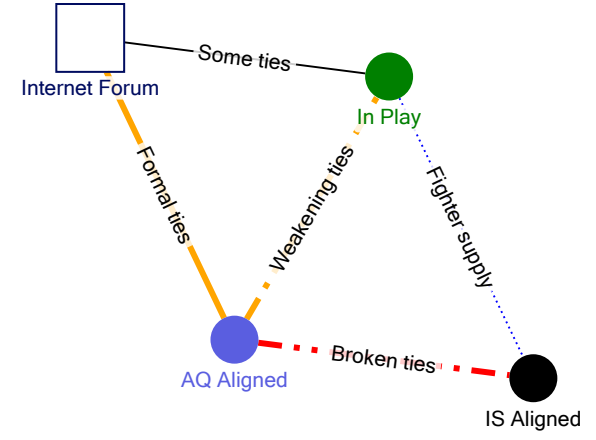 Some ties
Internet Forum
In Play
Formal ties
Weakening ties
Fighter supply
Broken ties
AQ Aligned
IS Aligned